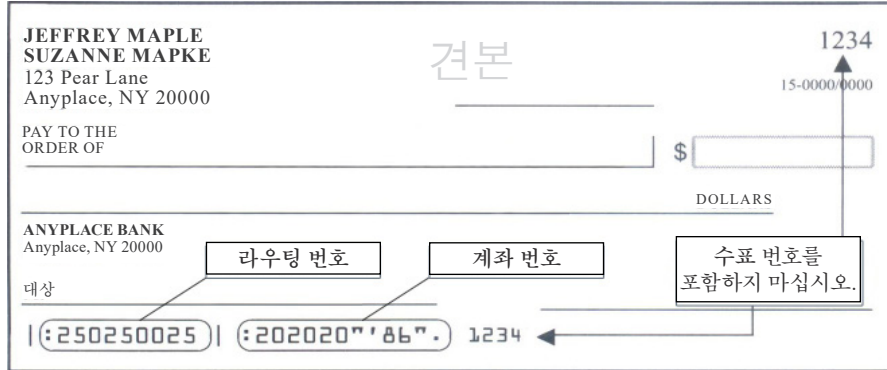 JEFFREY MAPLE
SUZANNE MAPKE
123 Pear Lane
Anyplace, NY 20000
견본
1234
15-0000/0000
PAY TO THE
ORDER OF
$
DOLLARS
ANYPLACE BANK
Anyplace, NY 20000
라우팅 번호
계좌 번호
수표 번호를
포함하지 마십시오.
대상
|:250250025|:202020"'86". 1234